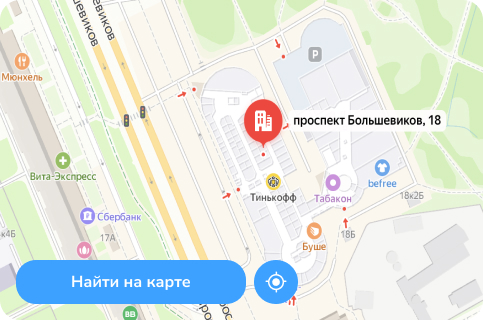 Мюнхель
шевиков
ьшевиков
проспект Большевиков, 18
P
Вита-Экспресс
Тинькофф
Табакон
befree
18к2Б
Сбербанк
17А
к4Б
18Б
Буше
Найти на карте
ВВ